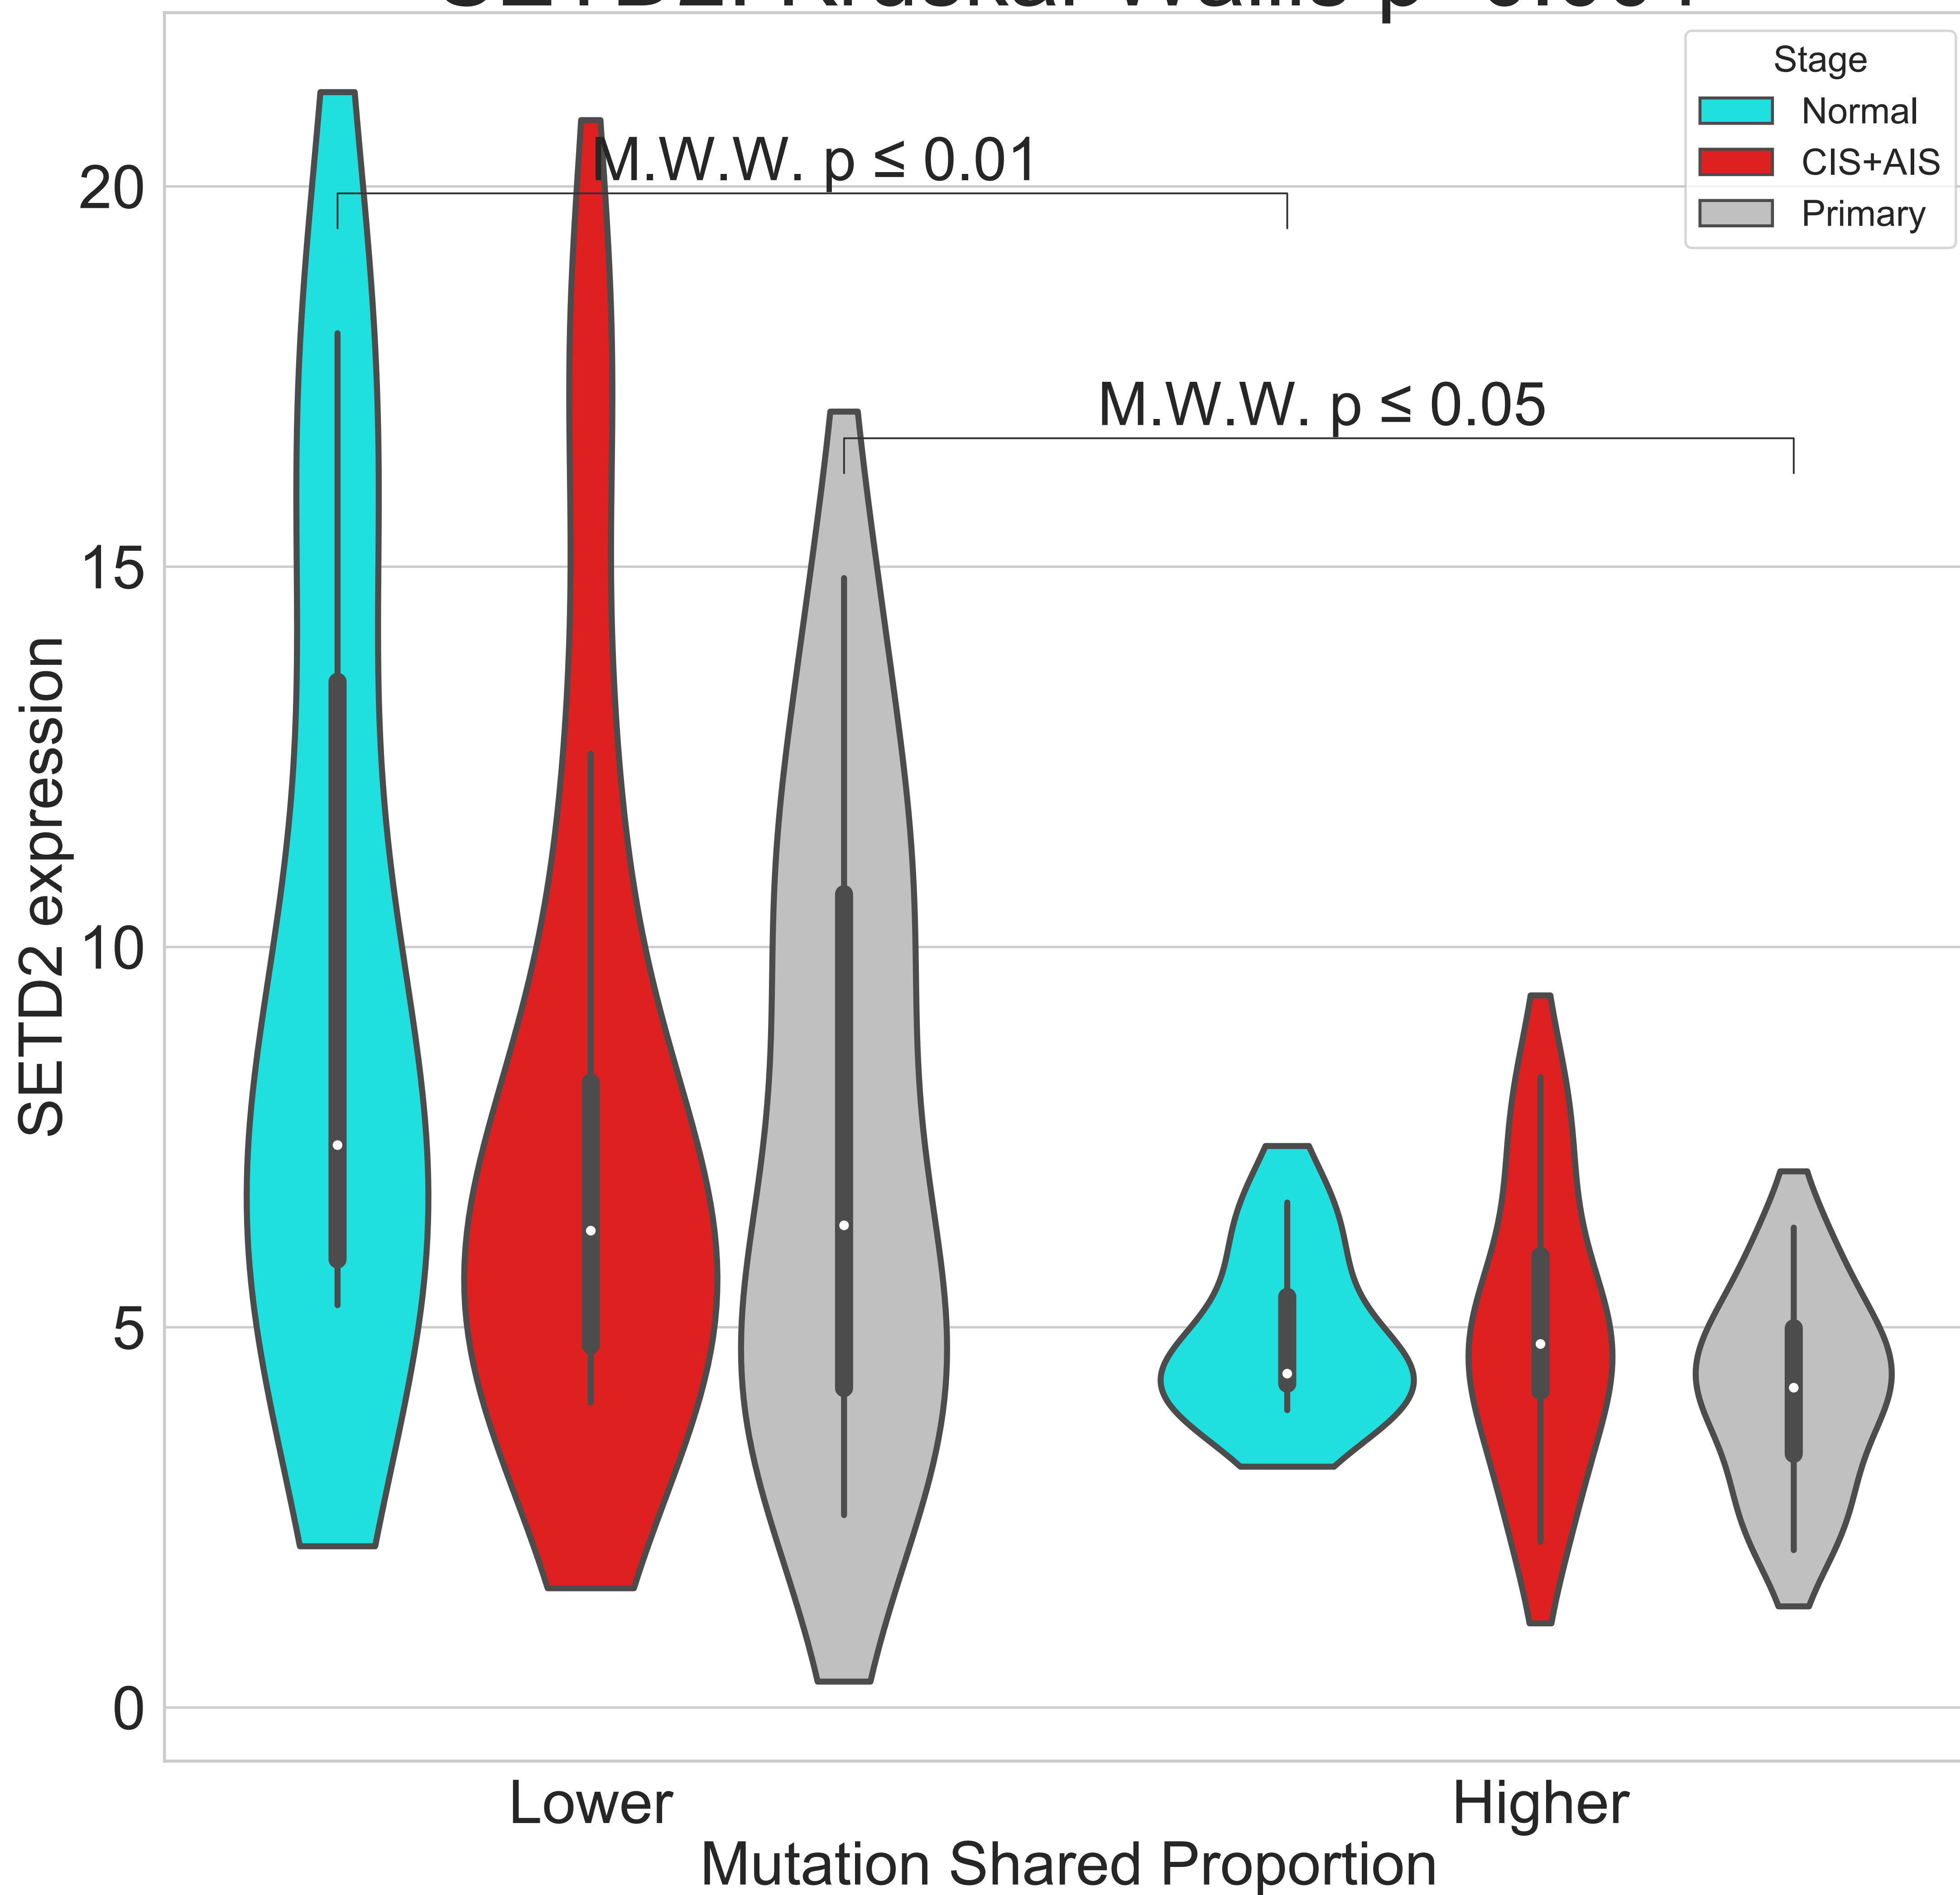 Stage
Normal
CIS+AIS
Primary
M.W.W. p ≤ 0.01
M.W.W. p ≤ 0.05
20
15
10
5
0
SETD2 expression
Lower
Higher
Mutation Shared Proportion